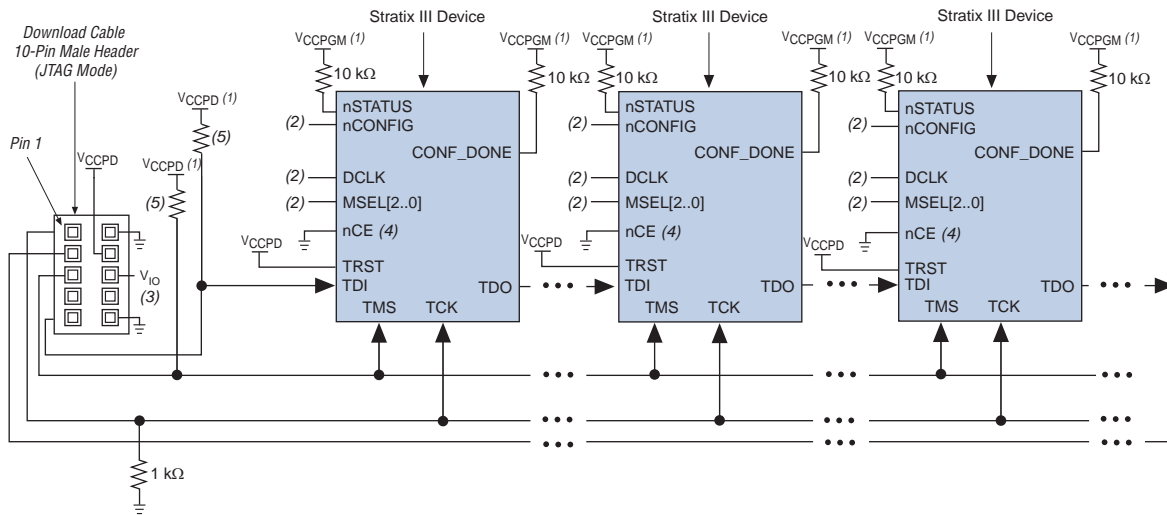 Download Cable
10-Pin Male Header
(JTAG Mode)
Pin 1
VCCPD
VCCPD (1)
(5)
VCCPD (1)
(5)
VIO
(3)
1 kΩ
Stratix III Device
VCCPGM (1)
10 kΩ
VCCPGM (1)
10 kΩ
nSTATUS
(2) nCONFIG
CONF_DONE
(2) DCLK
(2) MSEL[2..0]
nCE (4)
VCCPD
TRST
TDI
TDO
TMS TCK
Stratix III Device
VCCPGM (1)
10 kΩ
VCCPGM (1)
10 kΩ
nSTATUS
(2) nCONFIG
CONF_DONE
(2) DCLK
(2) MSEL[2..0]
nCE (4)
VCCPD
TRST
TDI
TDO
TMS TCK
Stratix III Device
VCCPGM (1)
10 kΩ
VCCPGM (1)
10 kΩ
nSTATUS
(2) nCONFIG
CONF_DONE
(2) DCLK
(2) MSEL[2..0]
nCE (4)
VCCPD
TRST
TDI
TDO
TMS TCK